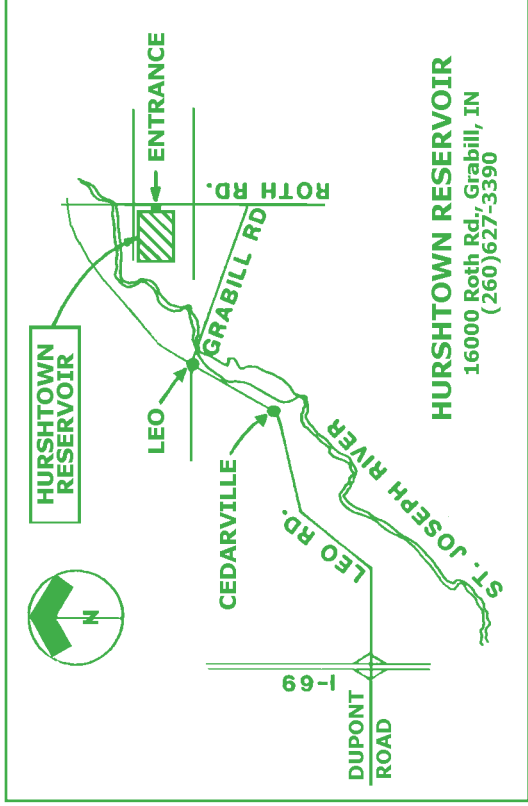 HURSHTOWN
RESERVOIR
N
LEO
CEDARVILLE
ENTRANCE
ROTH RD.
GRABILL RD
LEO RD.
ST. JOSEPH RIVER
I-69
DUPONT
ROAD
HURSHTOWN RESERVOIR
16000 Roth Rd., Grabill, IN
(260)627-3390